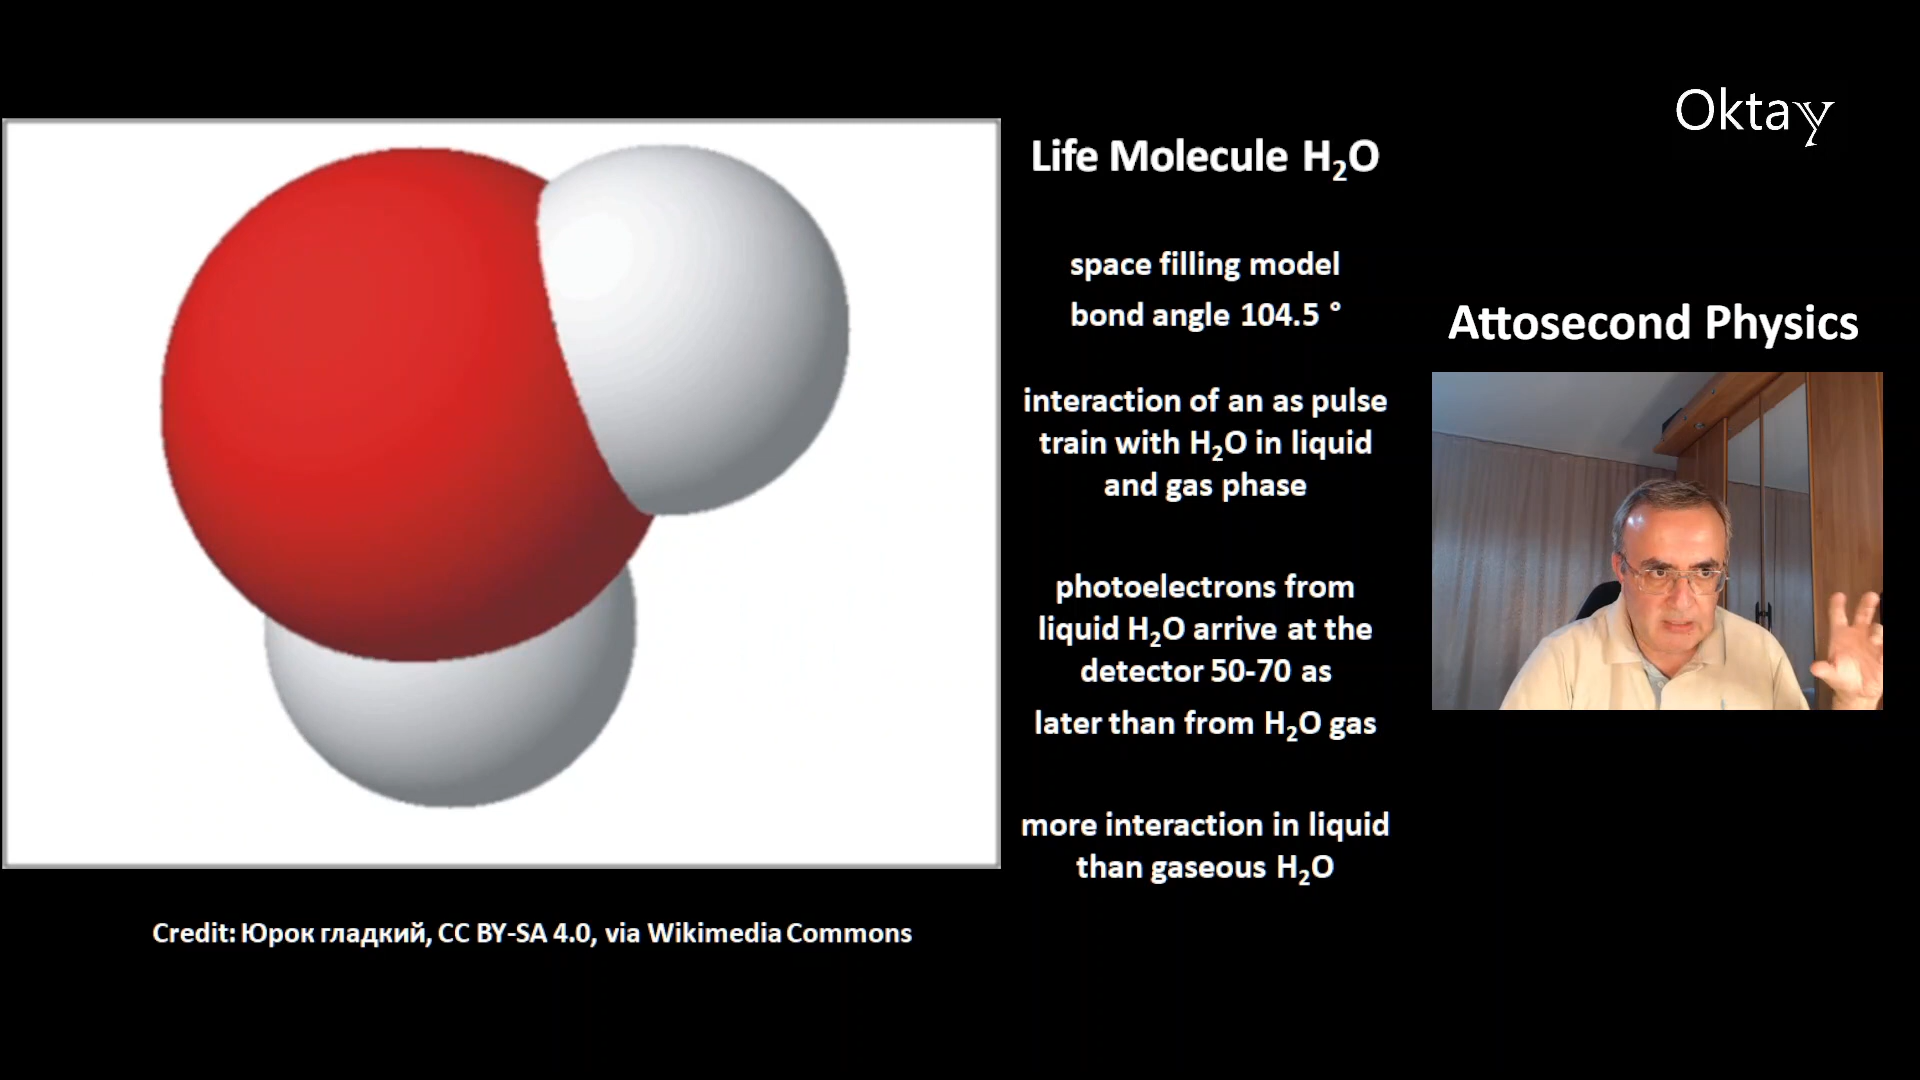 Oktay
Life Molecule H₂O
space filling model
bond angle 104.5 °
interaction of an as pulse
train with H₂O in liquid
and gas phase
photoelectrons from
liquid H₂O arrive at the
detector 50-70 as
later than from H₂O gas
more interaction in liquid
than gaseous H₂O
Attosecond Physics
Credit: Юрок гладкий, CC BY-SA 4.0, via Wikimedia Commons